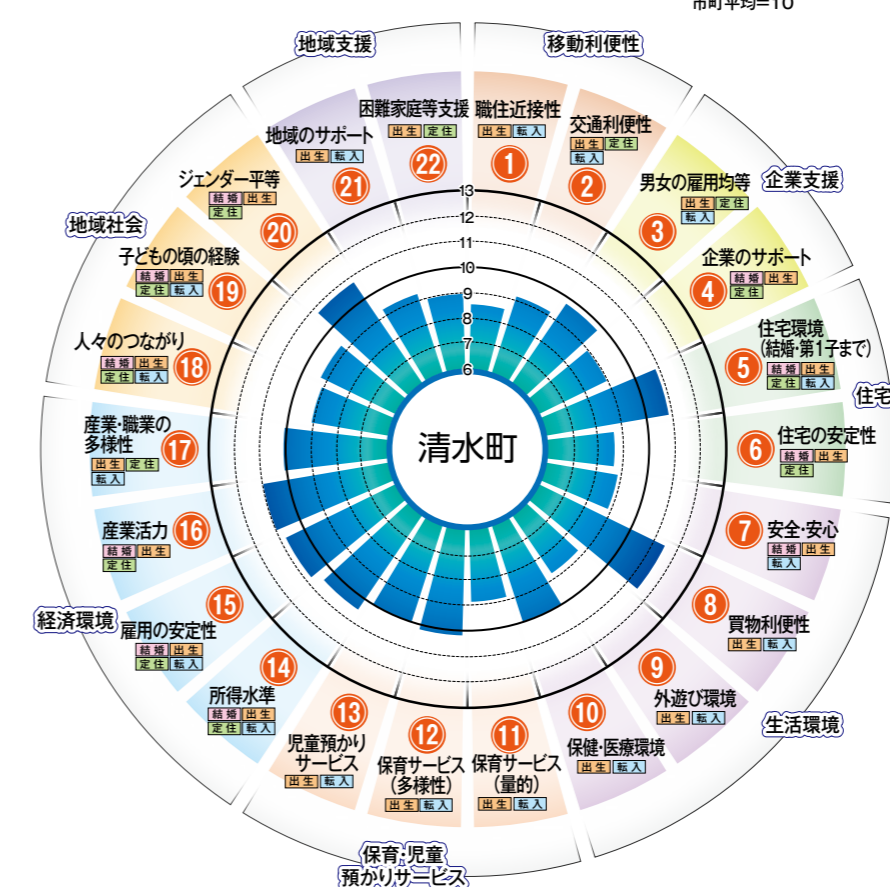 市町平均=10
地域支援
移動利便性
困難家庭等支援
出生 定住
22
職住近接性
出生 転入
1
地域のサポート
出生 転入
21
交通利便性
出生 定住
転入
2
ジェンダー平等
結婚 出生
定住
20
男女の雇用均等
出生 定住
転入
3
企業支援
地域社会
子どもの頃の経験
結婚 出生
定住 転入
19
企業のサポート
結婚 出生
定住
4
人々のつながり
結婚 出生
定住 転入
18
住宅環境
(結婚・第1子まで)
結婚 出生
定住 転入
5
住宅
産業・職業の
多様性
出生 定住
転入
17
住宅の安定性
結婚 出生
定住
6
13
12
11
10
9
8
7
6
清水町
産業活力
結婚 出生
定住
16
安全・安心
結婚 出生
転入
7
経済環境
雇用の安定性
結婚 出生
定住 転入
15
買物利便性
出生 転入
8
所得水準
結婚 出生
定住 転入
14
外遊び環境
出生 転入
9
生活環境
児童預かり
サービス
出生 転入
13
保育サービス
(多様性)
出生 転入
12
保育サービス
(量的)
出生 転入
11
保健・医療環境
出生 転入
10
保育・児童
預かりサービス